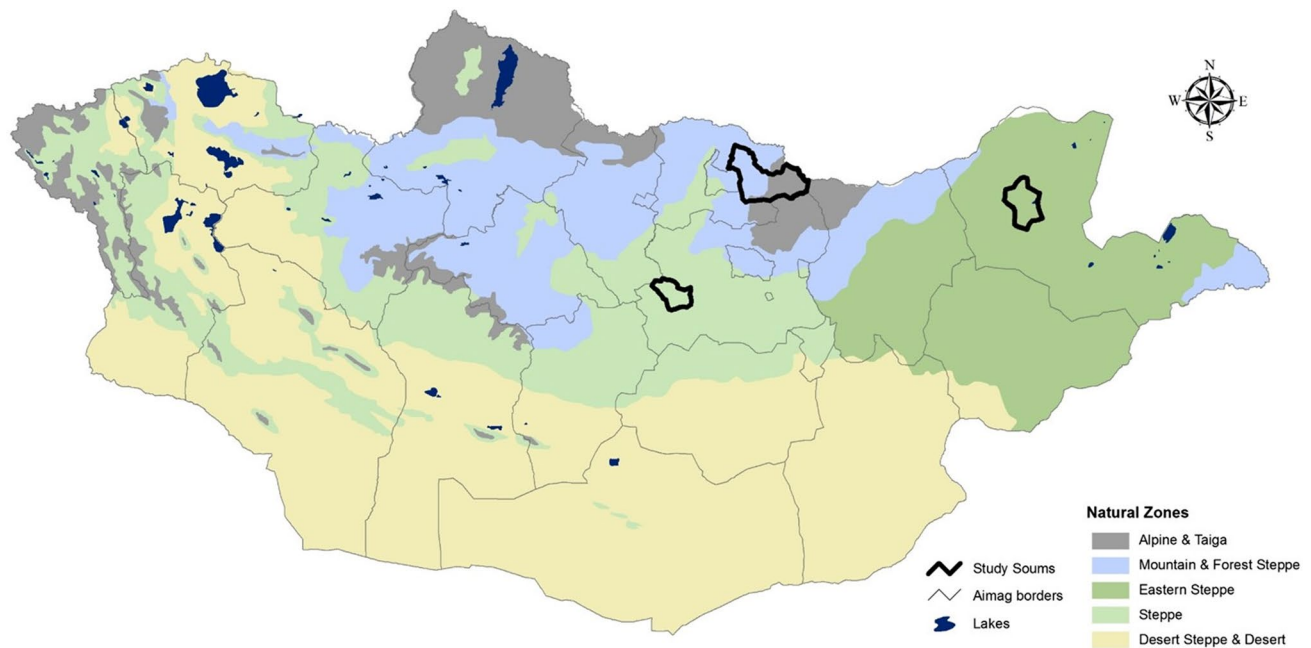 N
W E
S
Natural Zones
Alpine & Taiga
Mountain & Forest Steppe
Eastern Steppe
Steppe
Desert Steppe & Desert
Study Soums
Aimag borders
Lakes